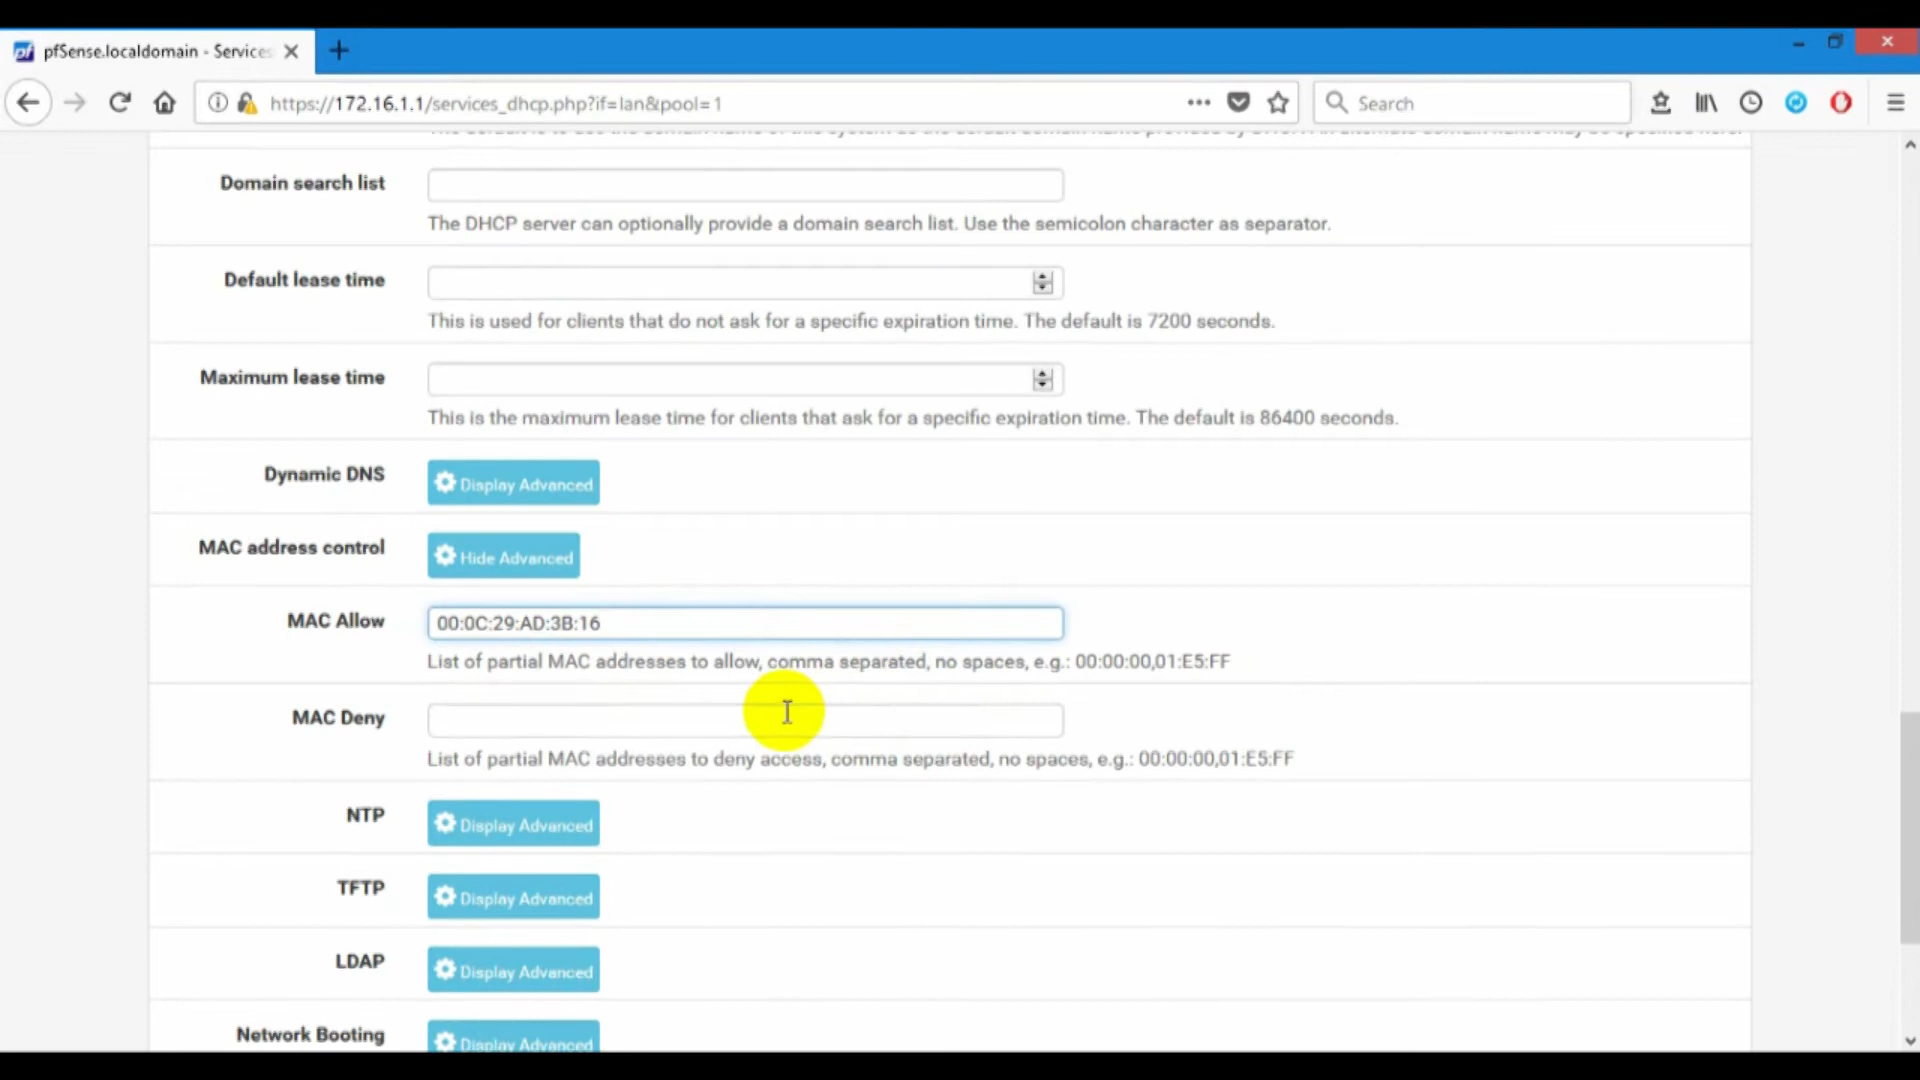 pfSense.localdomain - Services
https://172.16.1.1/services_dhcp.php?if=lan&pool=1
Search
Domain search list
The DHCP server can optionally provide a domain search list. Use the semicolon character as separator.
Default lease time
This is used for clients that do not ask for a specific expiration time. The default is 7200 seconds.
Maximum lease time
This is the maximum lease time for clients that ask for a specific expiration time. The default is 86400 seconds.
Dynamic DNS
Display Advanced
MAC address control
Hide Advanced
MAC Allow
00:0C:29:AD:3B:16
List of partial MAC addresses to allow, comma separated, no spaces, e.g.: 00:00:00,01:E5:FF
MAC Deny
List of partial MAC addresses to deny access, comma separated, no spaces, e.g.: 00:00:00,01:E5:FF
NTP
Display Advanced
TFTP
Display Advanced
LDAP
Display Advanced
Network Booting
Display Advanced